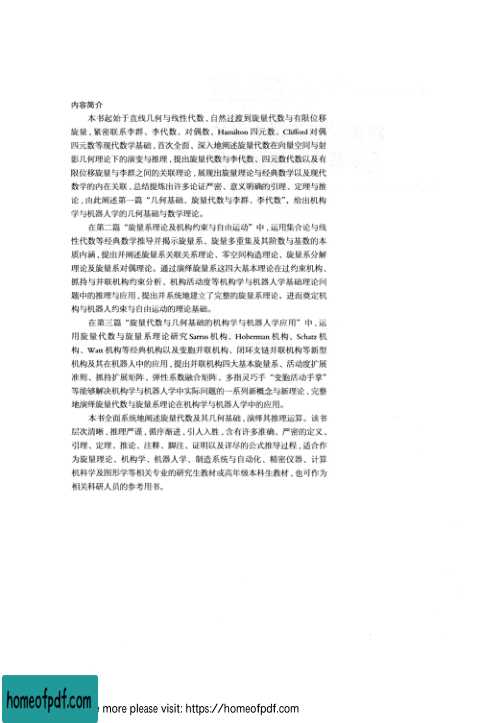 内容简介
本书起始于直线几何与线性代数,自然过渡到旋量代数与有限位移
旋量,紧密联系李群、李代数、对偶数、Hamilton 四元数、Clifford 对偶
四元数等现代数学基础,首次全面、深入地阐述旋量代数在向量空间与射
影几何理论下的演变与推理,提出旋量代数与李代数、四元数代数以及有
限位移旋量与李群之间的关联理论,展现出旋量理论与经典数学以及现代
数学的内在关联,总结提炼出许多论证严密、意义明确的引理、定理与推
论,由此阐述第一篇“几何基础、旋量代数与李群、李代数”,给出机构
学与机器人学的几何基础与数学理论。
在第二篇“旋量系理论及机构约束与自由运动”中,运用集合论与线
性代数等经典数学推导并揭示旋量系、旋量多重集及其阶数与基数的本
质内涵,提出并阐述旋量系关联关系理论、零空间构造理论、旋量系分解
理论及旋量系对偶理论。通过演绎旋量系这四大基本理论在过约束机构、
抓持与并联机构约束分析、机构活动度等机构学与机器人学基础理论问
题中的推理与应用,提出并系统地建立了完整的旋量系理论,进而奠定机
构与机器人约束与自由运动的理论基础。
在第三篇“旋量代数与几何基础的机构学与机器人学应用”中,运
用旋量代数与旋量系理论研究 Sarrus 机构、Hoberman 机构、Schatz 机
构、Watt 机构等经典机构以及变胞并联机构、闭环支链并联机构等新型
机构及其在机器人中的应用,提出并联机构四大基本旋量系、活动度扩展
准则、抓持扩展矩阵、弹性系数融合矩阵、多指灵巧手“变胞活动手掌”
等能够解决机构学与机器人学中实际问题的一系列新概念与新理论,完整
地演绎旋量代数与旋量系理论在机构学与机器人学中的应用。
本书全面系统地阐述旋量代数及其几何基础,演绎其推理运算。该书
层次清晰,推理严谨,循序渐进,引人入胜,含有许多准确、严密的定义、
引理、定理、推论、注释、脚注、证明以及详尽的公式推导过程,适合作
为旋量理论、机构学、机器人学、制造系统与自动化、精密仪器、计算
机科学及图形学等相关专业的研究生教材或高年级本科生教材,也可作为
相关科研人员的参考用书。
homeofpdf.com
more please visit: https://homeofpdf.com